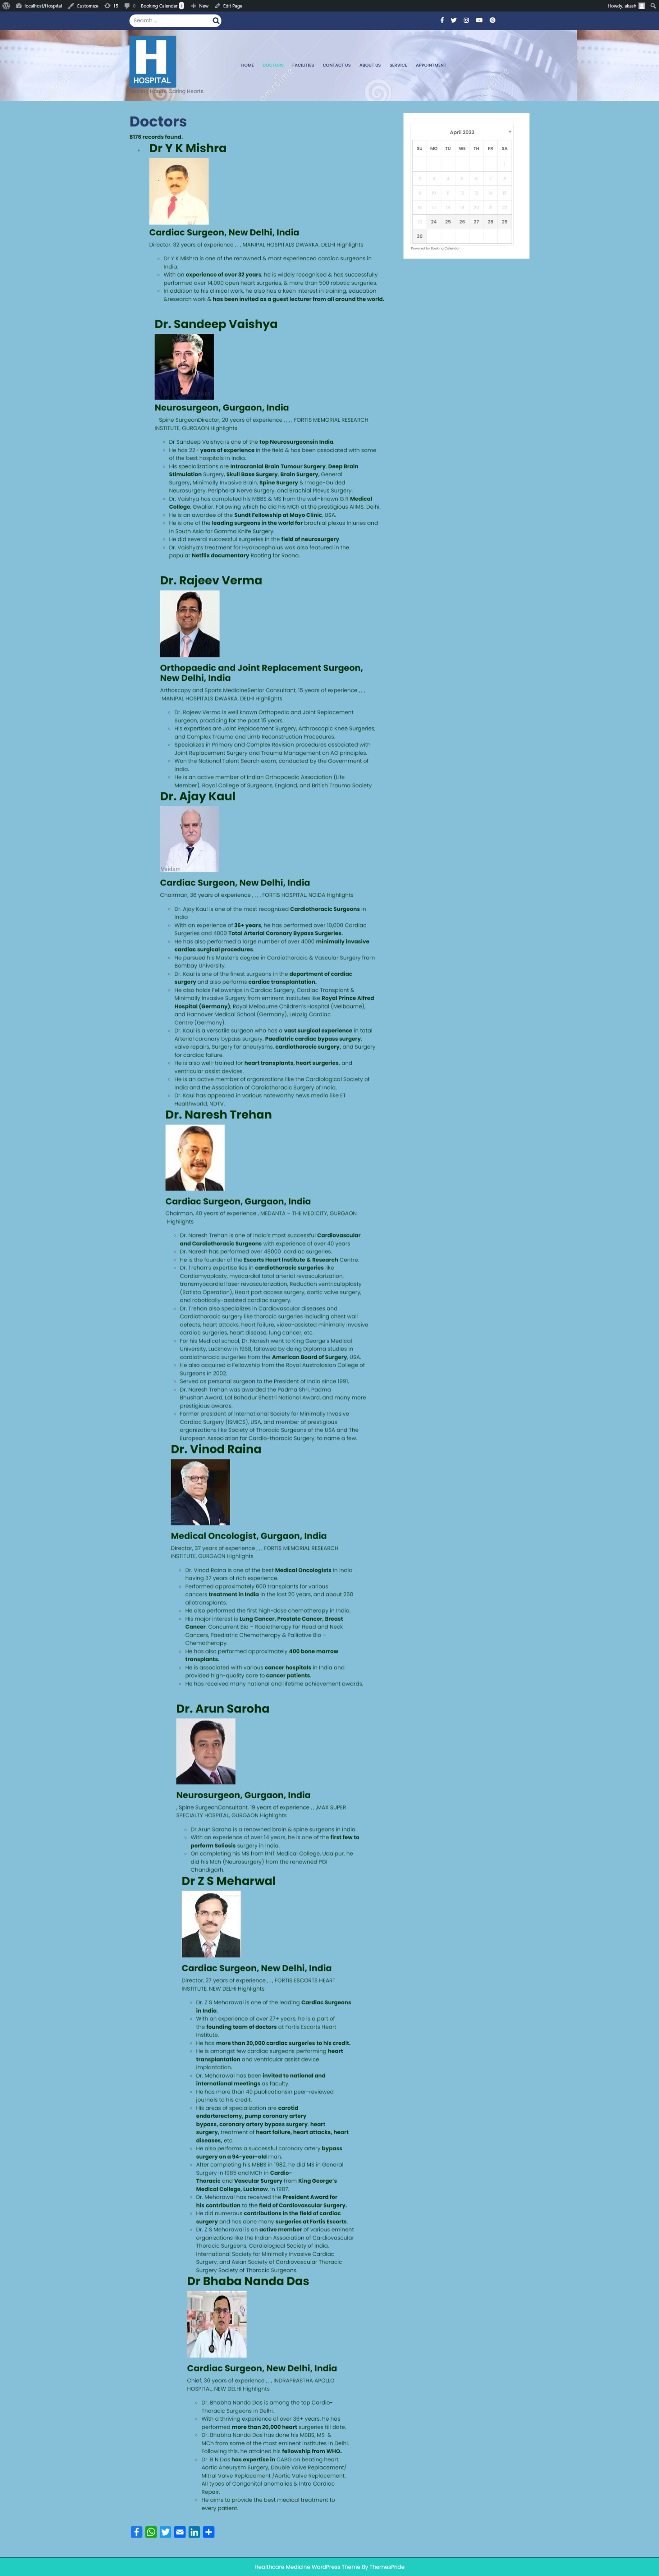 localhost/Hospital Customize 15 0 Booking Calendar 1 New Edit Page Howdy, akash
Search …
H
HOSPITAL
Caring Hearts.
HOME DOCTORS FACILITIES CONTACT US ABOUT US SERVICE APPOINTMENT
Doctors
8176 records found.
Dr Y K Mishra
Cardiac Surgeon, New Delhi, India
Director, 32 years of experience , , , MANIPAL HOSPITALS DWARKA, DELHI Highlights
Dr Y K Mishra is one of the renowned & most experienced cardiac surgeons in
India.
With an experience of over 32 years, he is widely recognised & has successfully
performed over 14,000 open heart surgeries, & more than 500 robotic surgeries.
In addition to his clinical work, he also has a keen interest in training, education
&research work & has been invited as a guest lecturer from all around the world.
Dr. Sandeep Vaishya
Neurosurgeon, Gurgaon, India
Spine SurgeonDirector, 20 years of experience , , , , FORTIS MEMORIAL RESEARCH
INSTITUTE, GURGAON Highlights
Dr Sandeep Vaishya is one of the top Neurosurgeonsin India.
He has 22+ years of experience in the field & has been associated with some
of the best hospitals in India.
His specializations are Intracranial Brain Tumour Surgery, Deep Brain
Stimulation Surgery, Skull Base Surgery, Brain Surgery, General
Surgery, Minimally Invasive Brain, Spine Surgery & Image-Guided
Neurosurgery, Peripheral Nerve Surgery, and Brachial Plexus Surgery.
Dr. Vaishya has completed his MBBS & MS from the well-known G R Medical
College, Gwalior. Following which he did his MCh at the prestigious AIIMS, Delhi.
He is an awardee of the Sundt Fellowship at Mayo Clinic, USA.
He is one of the leading surgeons in the world for brachial plexus injuries and
in South Asia for Gamma Knife Surgery.
He did several successful surgeries in the field of neurosurgery.
Dr. Vaishya's treatment for Hydrocephalus was also featured in the
popular Netflix documentary Rooting for Roona.
Dr. Rajeev Verma
Orthopaedic and Joint Replacement Surgeon,
New Delhi, India
Arthoscopy and Sports MedicineSenior Consultant, 15 years of experience , , ,
MANIPAL HOSPITALS DWARKA, DELHI Highlights
Dr. Rajeev Verma is well known Orthopedic and Joint Replacement
Surgeon, practicing for the past 15 years.
His expertises are Joint Replacement Surgery, Arthroscopic Knee Surgeries,
and Complex Trauma and Limb Reconstruction Procedures.
Specializes in Primary and Complex Revision procedures associated with
Joint Replacement Surgery and Trauma Management on AO principles.
Won the National Talent Search exam, conducted by the Government of
India.
He is an active member of Indian Orthopaedic Association (Life
Member), Royal College of Surgeons, England, and British Trauma Society
Dr. Ajay Kaul
Vaidam
Cardiac Surgeon, New Delhi, India
Chairman, 36 years of experience , , , , FORTIS HOSPITAL, NOIDA Highlights
Dr. Ajay Kaul is one of the most recognized Cardiothoracic Surgeons in
India.
With an experience of 36+ years, he has performed over 10,000 Cardiac
Surgeries and 4000 Total Arterial Coronary Bypass Surgeries.
He has also performed a large number of over 4000 minimally invasive
cardiac surgical procedures.
He pursued his Master's degree in Cardiothoracic & Vascular Surgery from
Bombay University.
Dr. Kaul is one of the finest surgeons in the department of cardiac
surgery and also performs cardiac transplantation.
He also holds Fellowships in Cardiac Surgery, Cardiac Transplant &
Minimally Invasive Surgery from eminent institutes like Royal Prince Alfred
Hospital (Germany), Royal Melbourne Children's Hospital (Melbourne),
and Hannover Medical School (Germany), Leipzig Cardiac
Centre (Germany).
Dr. Kaul is a versatile surgeon who has a vast surgical experience in total
Arterial coronary bypass surgery, Paediatric cardiac bypass surgery,
valve repairs, Surgery for aneurysms, cardiothoracic surgery, and Surgery
for cardiac failure.
He is also well-trained for heart transplants, heart surgeries, and
ventricular assist devices.
He is an active member of organizations like the Cardiological Society of
India and the Association of Cardiothoracic Surgery of India.
Dr. Kaul has appeared in various noteworthy news media like ET
Healthworld, NDTV.
Dr. Naresh Trehan
Cardiac Surgeon, Gurgaon, India
Chairman, 40 years of experience , MEDANTA – THE MEDICITY, GURGAON
Highlights
Dr. Naresh Trehan is one of India's most successful Cardiovascular
and Cardiothoracic Surgeons with experience of over 40 years
Dr. Naresh has performed over 48000 cardiac surgeries.
He is the founder of the Escorts Heart Institute & Research Centre.
Dr. Trehan's expertise lies in cardiothoracic surgeries like
Cardiomyoplasty, myocardial total arterial revascularization,
transmyocardial laser revascularization, Reduction ventriculoplasty
(Batista Operation), Heart port access surgery, aortic valve surgery,
and robotically-assisted cardiac surgery.
Dr. Trehan also specializes in Cardiovascular diseases and
Cardiothoracic surgery like thoracic surgeries including chest wall
defects, heart attacks, heart failure, video-assisted minimally invasive
cardiac surgeries, heart disease, lung cancer, etc.
For his Medical school, Dr. Naresh went to King George's Medical
University, Lucknow in 1968, followed by doing Diploma studies in
cardiothoracic surgeries from the American Board of Surgery, USA.
He also acquired a Fellowship from the Royal Australasian College of
Surgeons in 2002.
Served as personal surgeon to the President of India since 1991.
Dr. Naresh Trehan was awarded the Padma Shri, Padma
Bhushan Award, Lal Bahadur Shastri National Award, and many more
prestigious awards.
Former president of International Society for Minimally Invasive
Cardiac Surgery (ISMICS), USA, and member of prestigious
organizations like Society of Thoracic Surgeons of the USA and The
European Association for Cardio-thoracic Surgery, to name a few.
Dr. Vinod Raina
Medical Oncologist, Gurgaon, India
Director, 37 years of experience , , , FORTIS MEMORIAL RESEARCH
INSTITUTE, GURGAON Highlights
Dr. Vinod Raina is one of the best Medical Oncologists in India
having 37 years of rich experience.
Performed approximately 600 transplants for various
cancers treatment in India in the last 20 years, and about 250
allotransplants.
He also performed the first high-dose chemotherapy in India.
His major interest is Lung Cancer, Prostate Cancer, Breast
Cancer, Concurrent Bio – Radiotherapy for Head and Neck
Cancers, Paediatric Chemotherapy & Palliative Bio –
Chemotherapy.
He has also performed approximately 400 bone marrow
transplants.
He is associated with various cancer hospitals in India and
provided high-quality care to cancer patients.
He has received many national and lifetime achievement awards.
Dr. Arun Saroha
Neurosurgeon, Gurgaon, India
, Spine SurgeonConsultant, 19 years of experience , , ,MAX SUPER
SPECIALTY HOSPITAL, GURGAON Highlights
Dr Arun Saroha is a renowned brain & spine surgeons in India.
With an experience of over 14 years, he is one of the first few to
perform Soliosis surgery in India.
On completing his MS from RNT Medical College, Udaipur, he
did his Mch (Neurosurgery) from the renowned PGI
Chandigarh.
Dr Z S Meharwal
Cardiac Surgeon, New Delhi, India
Director, 27 years of experience , , , FORTIS ESCORTS HEART
INSTITUTE, NEW DELHI Highlights
Dr. Z S Meharawal is one of the leading Cardiac Surgeons
in India.
With an experience of over 27+ years, he is a part of
the founding team of doctors at Fortis Escorts Heart
Institute.
He has more than 20,000 cardiac surgeries to his credit.
He is amongst few cardiac surgeons performing heart
transplantation and ventricular assist device
implantation.
Dr. Meharawal has been invited to national and
international meetings as faculty.
He has more than 40 publicationsin peer-reviewed
journals to his credit.
His areas of specialization are carotid
endarterectomy, pump coronary artery
bypass, coronary artery bypass surgery, heart
surgery, treatment of heart failure, heart attacks, heart
diseases, etc.
He also performs a successful coronary artery bypass
surgery on a 94-year-old man.
After completing his MBBS in 1982, he did MS in General
Surgery in 1985 and MCh in Cardio-
Thoracic and Vascular Surgery from King George's
Medical College, Lucknow, in 1987.
Dr. Meharawal has received the President Award for
his contribution to the field of Cardiovascular Surgery.
He did numerous contributions in the field of cardiac
surgery and has done many surgeries at Fortis Escorts.
Dr. Z S Meharwal is an active member of various eminent
organizations like the Indian Association of Cardiovascular
Thoracic Surgeons, Cardiological Society of India,
International Society for Minimally Invasive Cardiac
Surgery, and Asian Society of Cardiovascular Thoracic
Surgery Society of Thoracic Surgeons.
Dr Bhaba Nanda Das
Cardiac Surgeon, New Delhi, India
Chief, 36 years of experience , , , INDRAPRASTHA APOLLO
HOSPITAL, NEW DELHI Highlights
Dr. Bhabha Nanda Das is among the top Cardio-
Thoracic Surgeons in Delhi.
With a thriving experience of over 36+ years, he has
performed more than 20,000 heart surgeries till date.
Dr. Bhabha Nanda Das has done his MBBS, MS &
MCh from some of the most eminent institutes in Delhi.
Following this, he attained his fellowship from WHO.
Dr. B N Das has expertise in CABG on beating heart,
Aortic Aneurysm Surgery, Double Valve Replacement/
Mitral Valve Replacement /Aortic Valve Replacement,
All types of Congenital anomalies & Intra Cardiac
Repair.
He aims to provide the best medical treatment to
every patient.
April 2023
SU MO TU WE TH FR SA
1
2 3 4 5 6 7 8
9 10 11 12 13 14 15
16 17 18 19 20 21 22
23 24 25 26 27 28 29
30
Powered by Booking Calendar
Healthcare Medicine WordPress Theme By ThemesPride